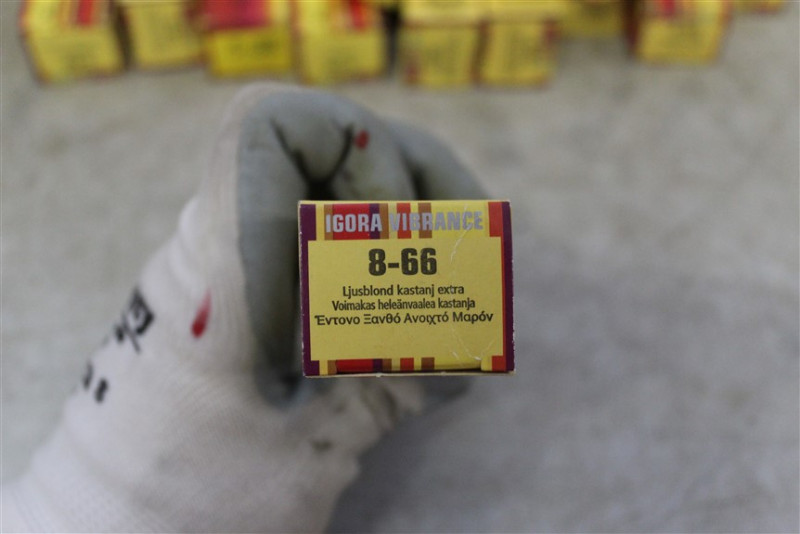 IGORA VIBRANCE
8-66
Ljusblond kastanj extra
Voimakas heleänvaalea kastanja
Έντονο Ξανθό Ανοιχτό Μαρόν